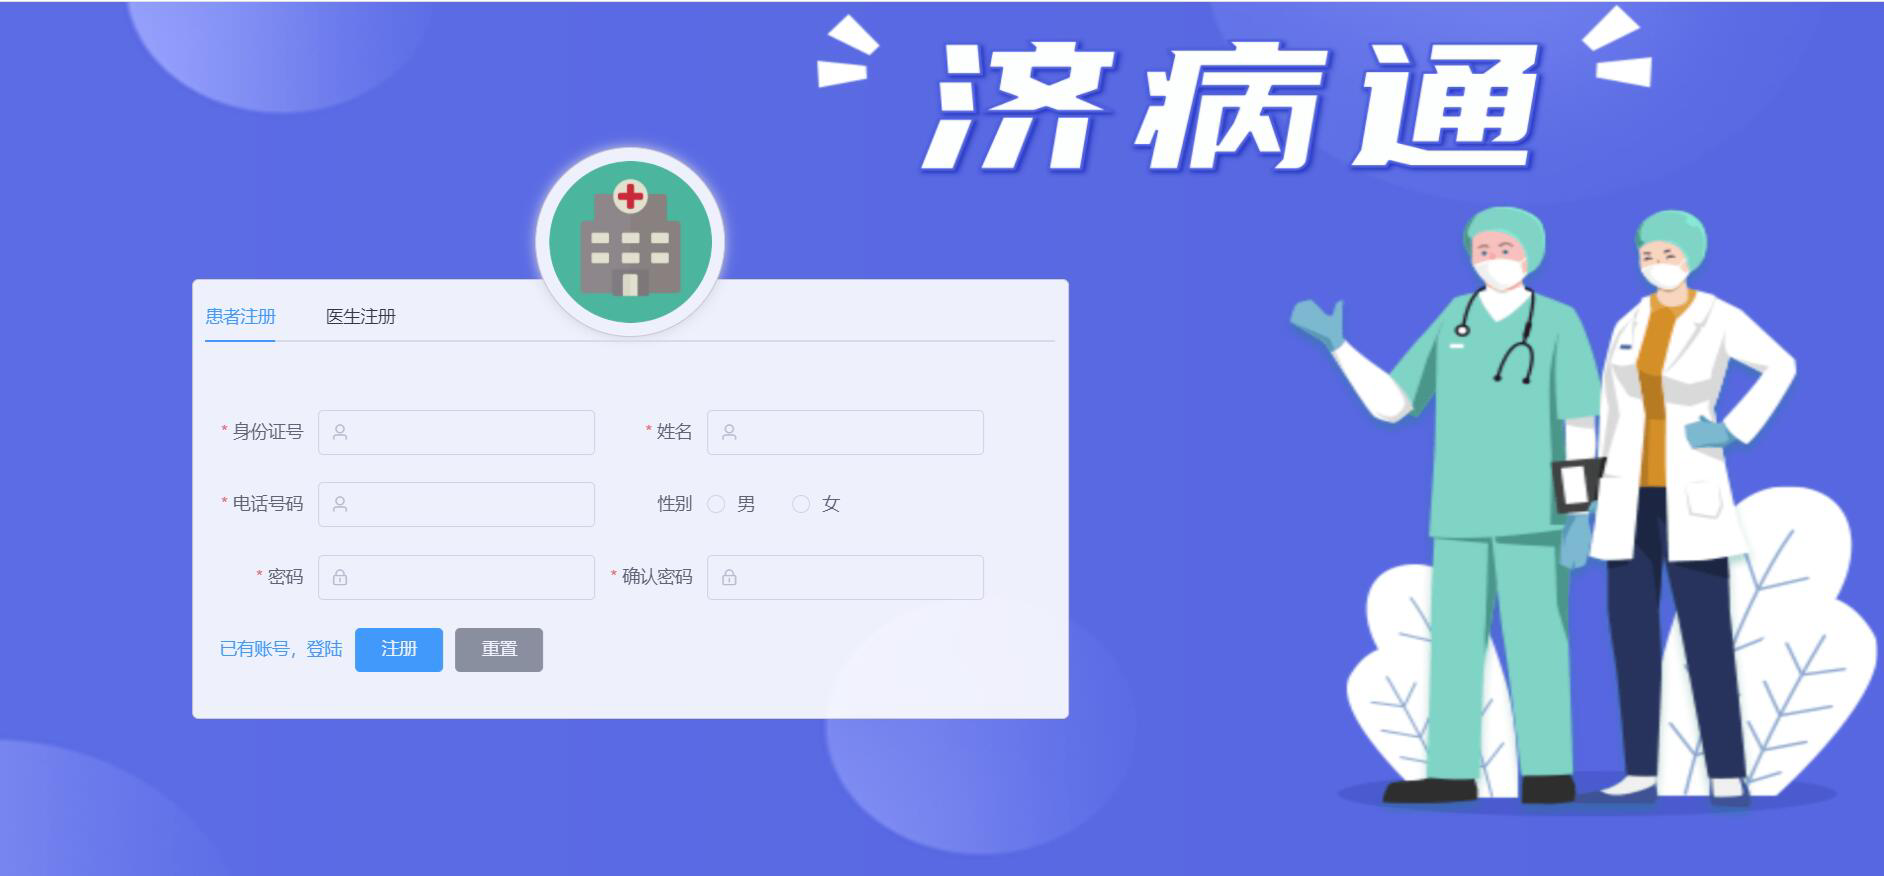 济病通
患者注册 医生注册
* 身份证号 * 姓名
* 电话号码 性别 男 女
* 密码 * 确认密码
已有账号，登陆 注册 重置